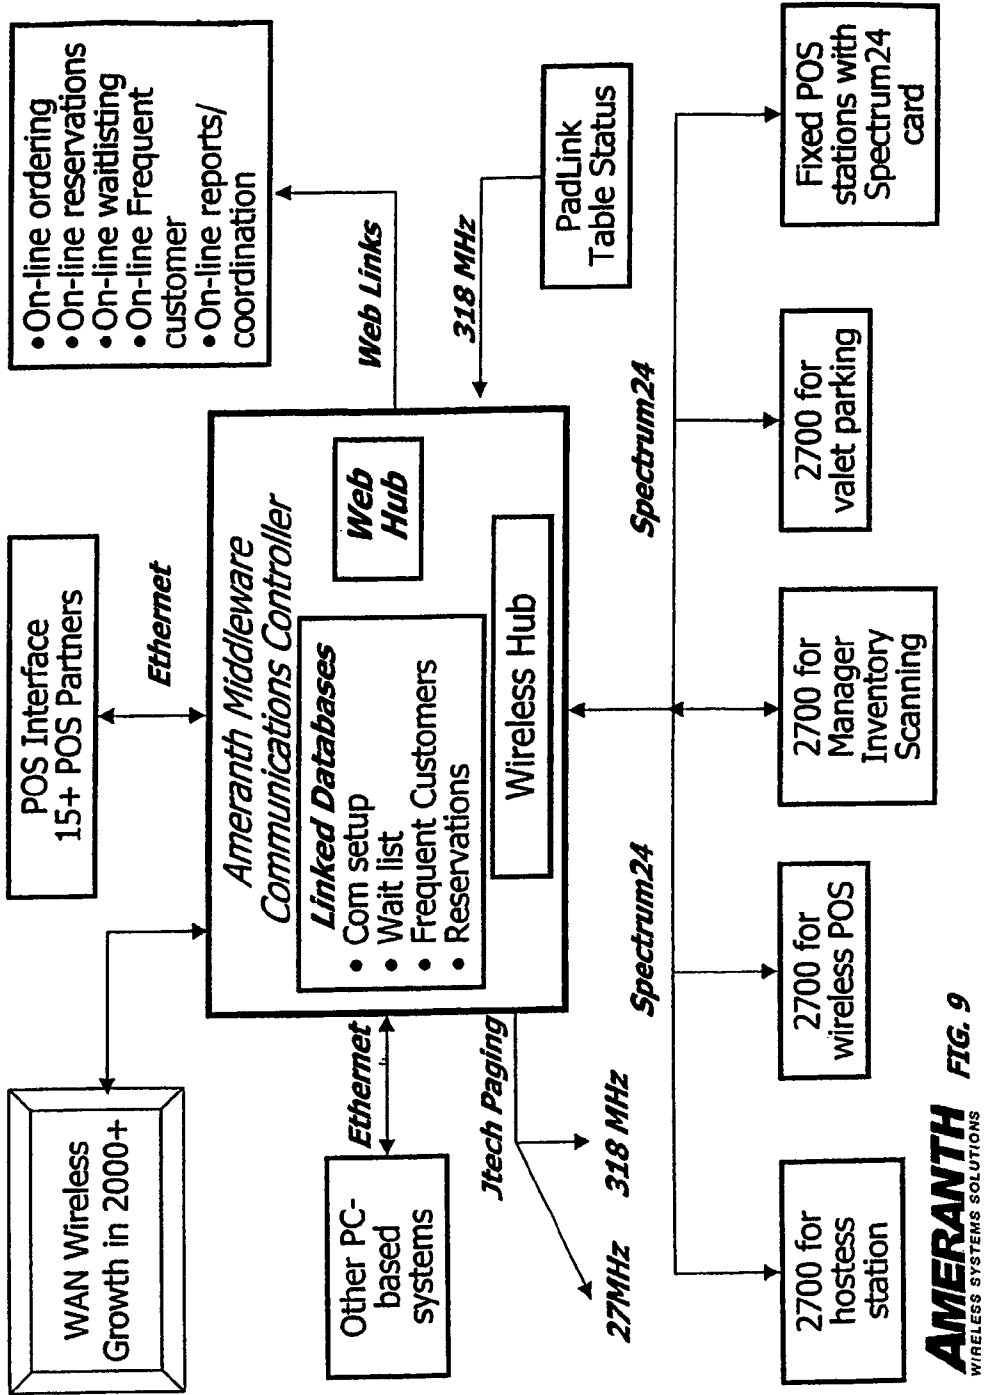 WAN Wireless
Growth in 2000+
POS Interface
15+ POS Partners
• On-line ordering
• On-line reservations
• On-line waitlisting
• On-line Frequent
customer
• On-line reports/
coordination
Ethernet
Web Links
Ameranth Middleware
Communications Controller
Linked Databases
• Com setup
• Wait list
• Frequent Customers
• Reservations
Web
Hub
Wireless Hub
Other PC-
based
systems
Ethernet
Jtech Paging
27MHz
318 MHz
318 MHz
PadLink
Table Status
Spectrum24
Spectrum24
2700 for
hostess
station
2700 for
wireless POS
2700 for
Manager
Inventory
Scanning
2700 for
valet parking
Fixed POS
stations with
Spectrum24
card
AMERANTH
WIRELESS SYSTEMS SOLUTIONS
FIG. 9